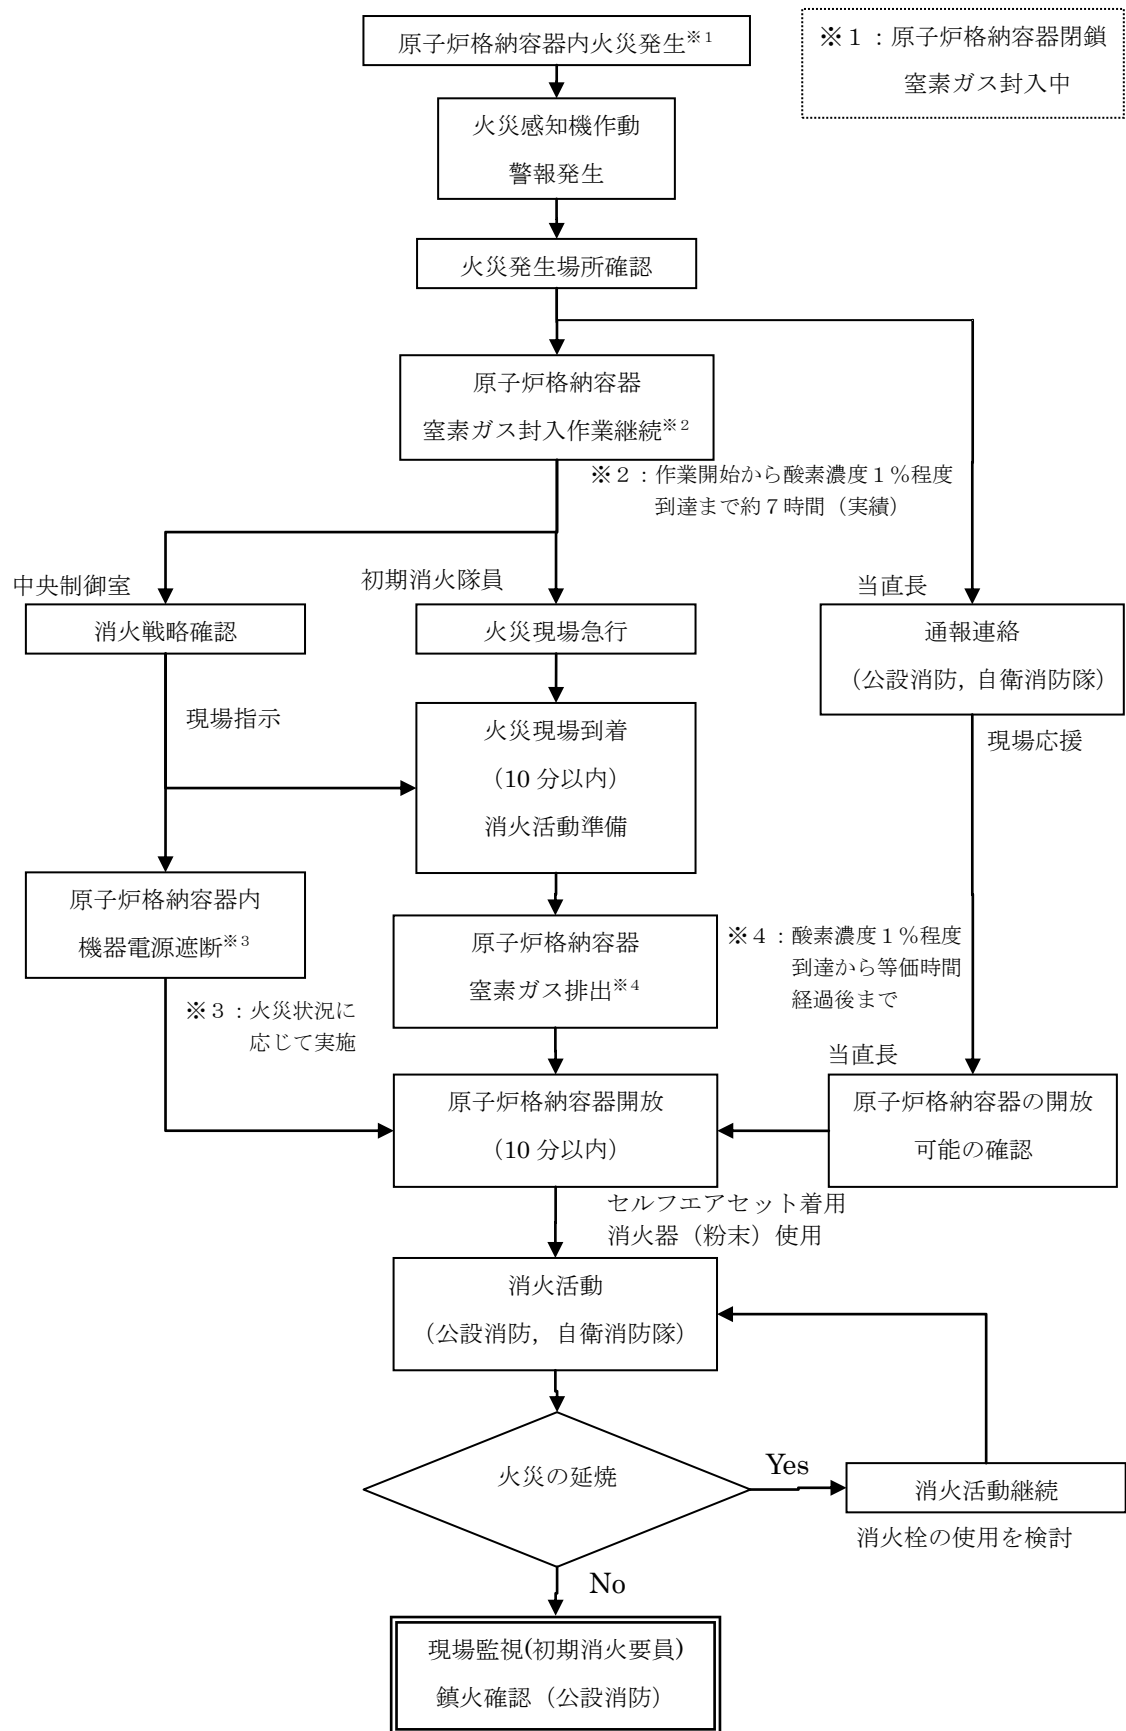 原子炉格納容器内火災発生※1
※1：原子炉格納容器閉鎖
窒素ガス封入中
火災感知機作動
警報発生
火災発生場所確認
原子炉格納容器
窒素ガス封入作業継続※2
※2：作業開始から酸素濃度1％程度
到達まで約7時間（実績）
中央制御室
初期消火隊員
当直長
消火戦略確認
火災現場急行
通報連絡
（公設消防，自衛消防隊）
現場指示
現場応援
火災現場到着
（10 分以内）
消火活動準備
原子炉格納容器内
機器電源遮断※3
※3：火災状況に
応じて実施
原子炉格納容器
窒素ガス排出※4
※4：酸素濃度1％程度
到達から等価時間
経過後まで
当直長
原子炉格納容器開放
（10 分以内）
原子炉格納容器の開放
可能の確認
セルフエアセット着用
消火器（粉末）使用
消火活動
（公設消防，自衛消防隊）
火災の延焼
Yes
消火活動継続
消火栓の使用を検討
No
現場監視(初期消火要員)
鎮火確認（公設消防）